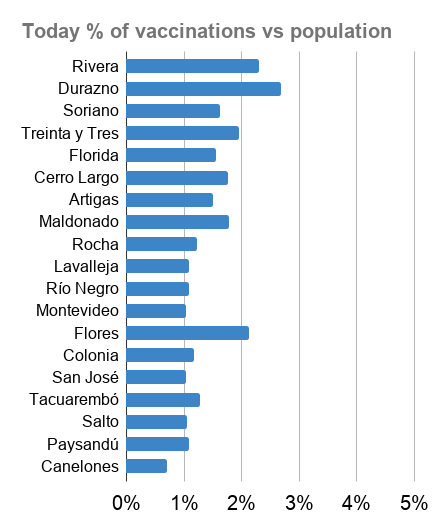 Today % of vaccinations vs population
Rivera
Durazno
Soriano
Treinta y Tres
Florida
Cerro Largo
Artigas
Maldonado
Rocha
Lavalleja
Río Negro
Montevideo
Flores
Colonia
San José
Tacuarembó
Salto
Paysandú
Canelones
0% 1% 2% 3% 4% 5%